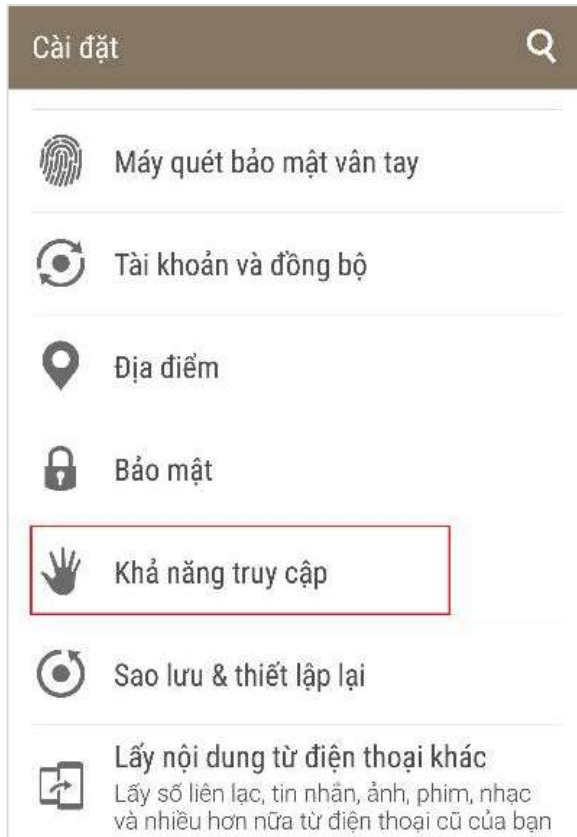 Cài đặt
Máy quét bảo mật vân tay
Tài khoản và đồng bộ
Địa điểm
Bảo mật
Khả năng truy cập
Sao lưu & thiết lập lại
Lấy nội dung từ điện thoại khác
Lấy số liên lạc, tin nhắn, ảnh, phim, nhạc
và nhiều hơn nữa từ điện thoại cũ của bạn